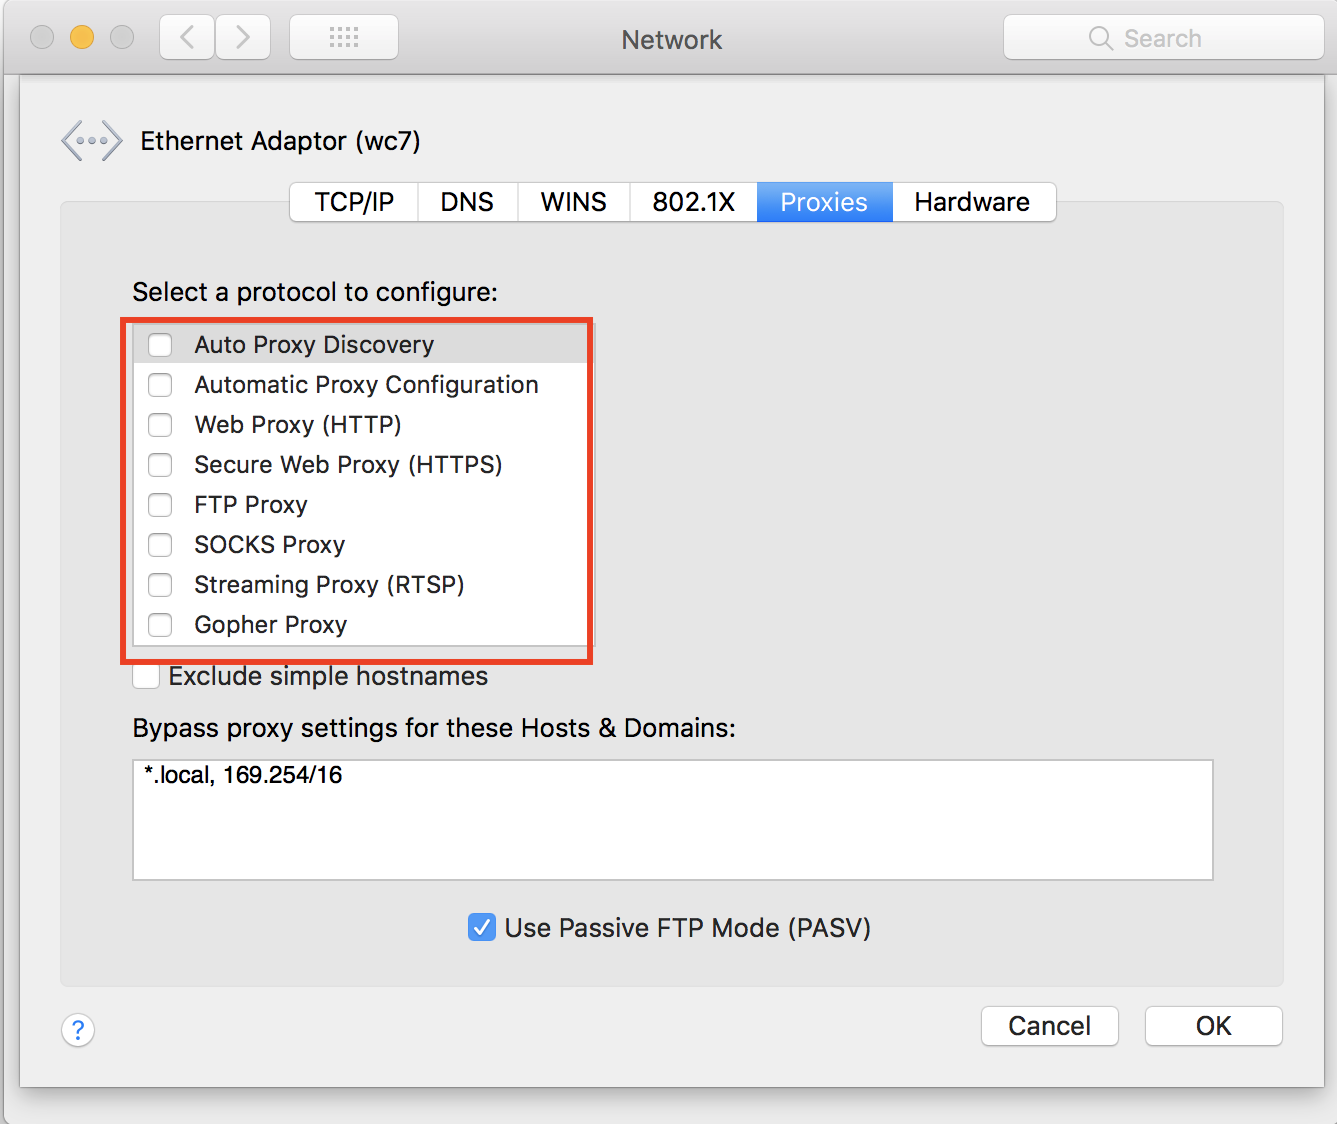 Network
Search
Ethernet Adaptor (wc7)
TCP/IP DNS WINS 802.1X Proxies Hardware
Select a protocol to configure:
Auto Proxy Discovery
Automatic Proxy Configuration
Web Proxy (HTTP)
Secure Web Proxy (HTTPS)
FTP Proxy
SOCKS Proxy
Streaming Proxy (RTSP)
Gopher Proxy
Exclude simple hostnames
Bypass proxy settings for these Hosts & Domains:
*.local, 169.254/16
Use Passive FTP Mode (PASV)
? Cancel OK